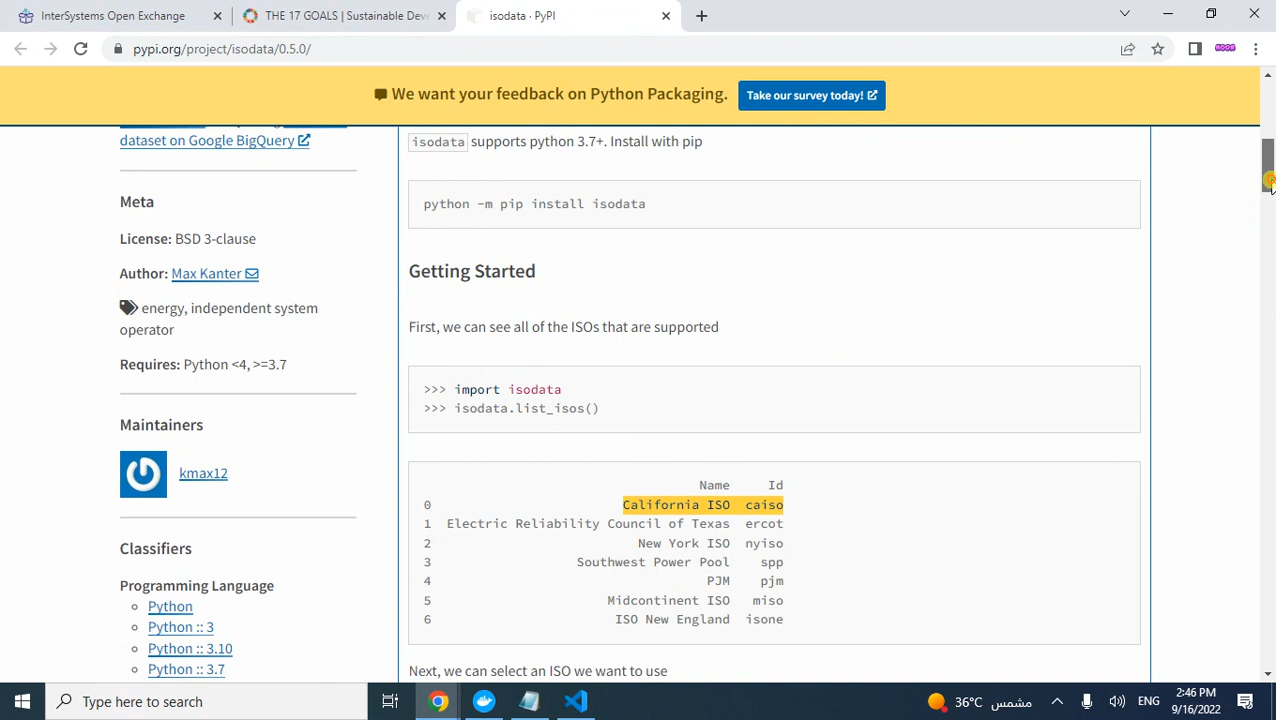 InterSystems Open Exchange
THE 17 GOALS | Sustainable Deve
isodata · PyPI
pypi.org/project/isodata/0.5.0/
We want your feedback on Python Packaging.
Take our survey today!
dataset on Google BigQuery
Meta
License: BSD 3-clause
Author: Max Kanter
energy, independent system
operator
Requires: Python <4, >=3.7
Maintainers
kmax12
Classifiers
Programming Language
Python
Python :: 3
Python :: 3.10
Python :: 3.7
isodata supports python 3.7+. Install with pip
python -m pip install isodata
Getting Started
First, we can see all of the ISOs that are supported
>>> import isodata
>>> isodata.list_isos()
Name Id
0 California ISO caiso
1 Electric Reliability Council of Texas ercot
2 New York ISO nyiso
3 Southwest Power Pool spp
4 PJM pjm
5 Midcontinent ISO miso
6 ISO New England isone
Next, we can select an ISO we want to use
Type here to search
36°C مشمس
ENG
2:46 PM
9/16/2022